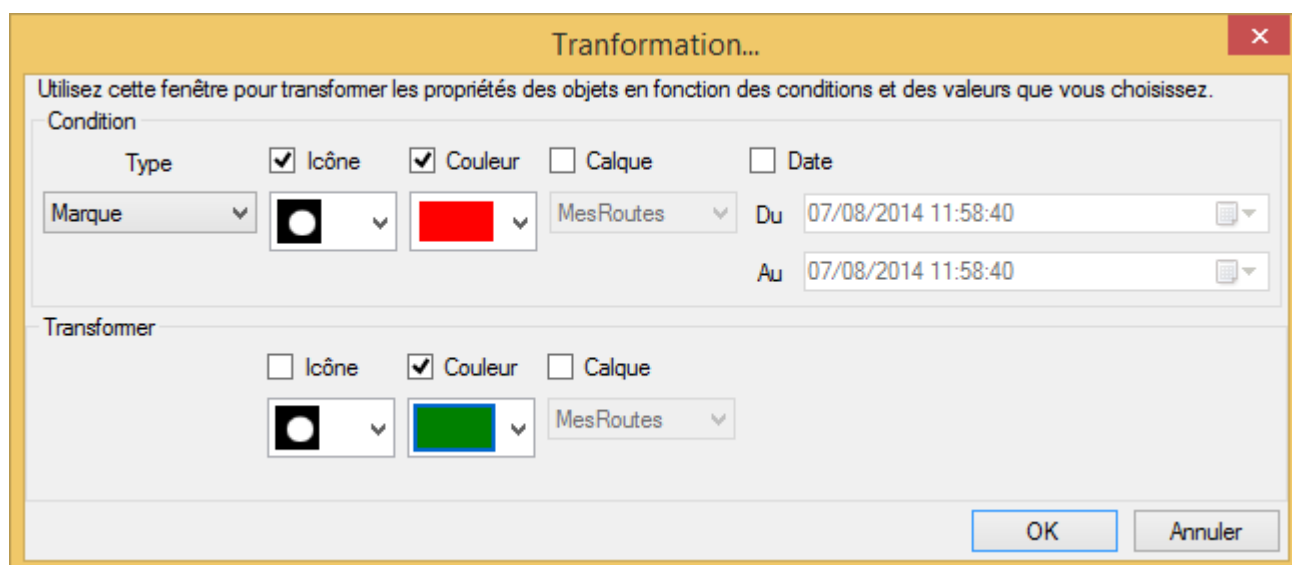 Tranformation...
Utilisez cette fenêtre pour transformer les propriétés des objets en fonction des conditions et des valeurs que vous choisissez.
Condition
Type Icône Couleur Calque Date
Marque MesRoutes Du 07/08/2014 11:58:40
Au 07/08/2014 11:58:40
Transformer
Icône Couleur Calque
MesRoutes
OK Annuler